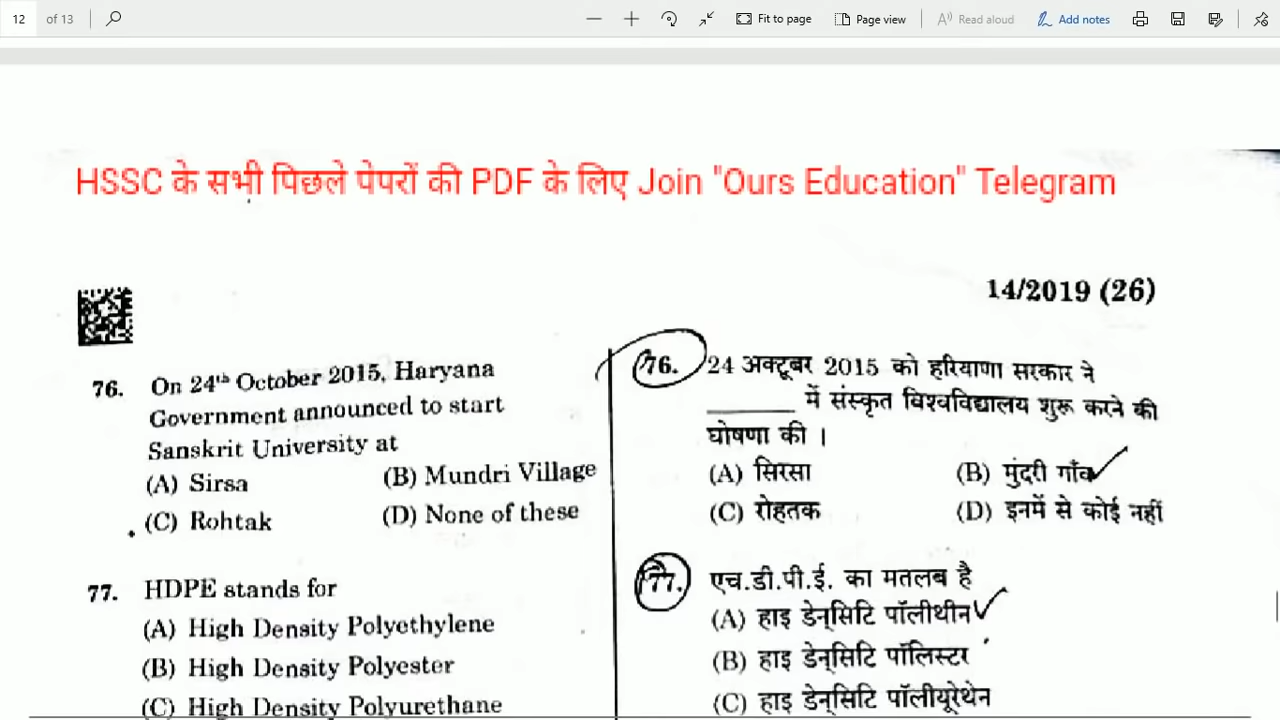 12 of 13
Fit to page
Page view
Read aloud
Add notes
HSSC के सभी पिछले पेपरों की PDF के लिए Join "Ours Education" Telegram
14/2019 (26)
76. On 24th October 2015, Haryana
Government announced to start
Sanskrit University at
(A) Sirsa (B) Mundri Village
(C) Rohtak (D) None of these
77. HDPE stands for
(A) High Density Polyethylene
(B) High Density Polyester
(C) High Density Polyurethane
76. 24 अक्टूबर 2015 को हरियाणा सरकार ने
________ में संस्कृत विश्वविद्यालय शुरू करने की
घोषणा की ।
(A) सिरसा (B) मुंदरी गाँव
(C) रोहतक (D) इनमें से कोई नहीं
77. एच.डी.पी.ई. का मतलब है
(A) हाइ डेन्‌सिटि पॉलीथीन
(B) हाइ डेन्‌सिटि पॉलिस्टर
(C) हाइ डेन्‌सिटि पॉलीयूरेथेन